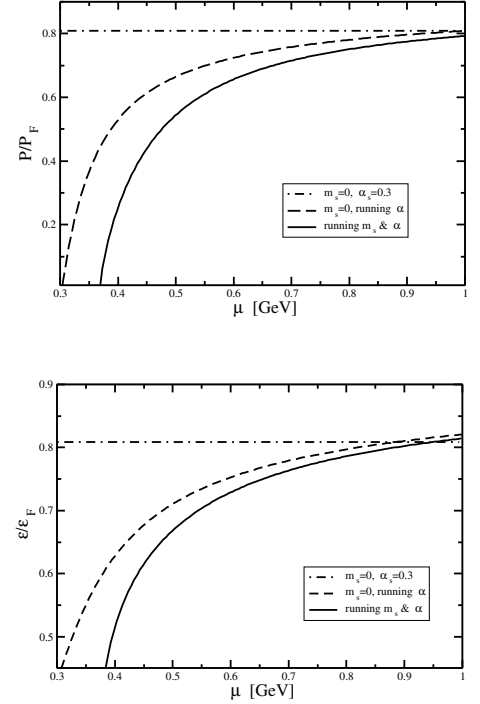 P/P_F
0.8
0.6
0.4
0.2
m_s=0, α_s=0.3
m_s=0, running α
running m_s & α
0.3 0.4 0.5 0.6 0.7 0.8 0.9 1
μ [GeV]
ε/ε_F
0.9
0.8
0.7
0.6
0.5
m_s=0, α_s=0.3
m_s=0, running α
running m_s & α
0.3 0.4 0.5 0.6 0.7 0.8 0.9 1
μ [GeV]